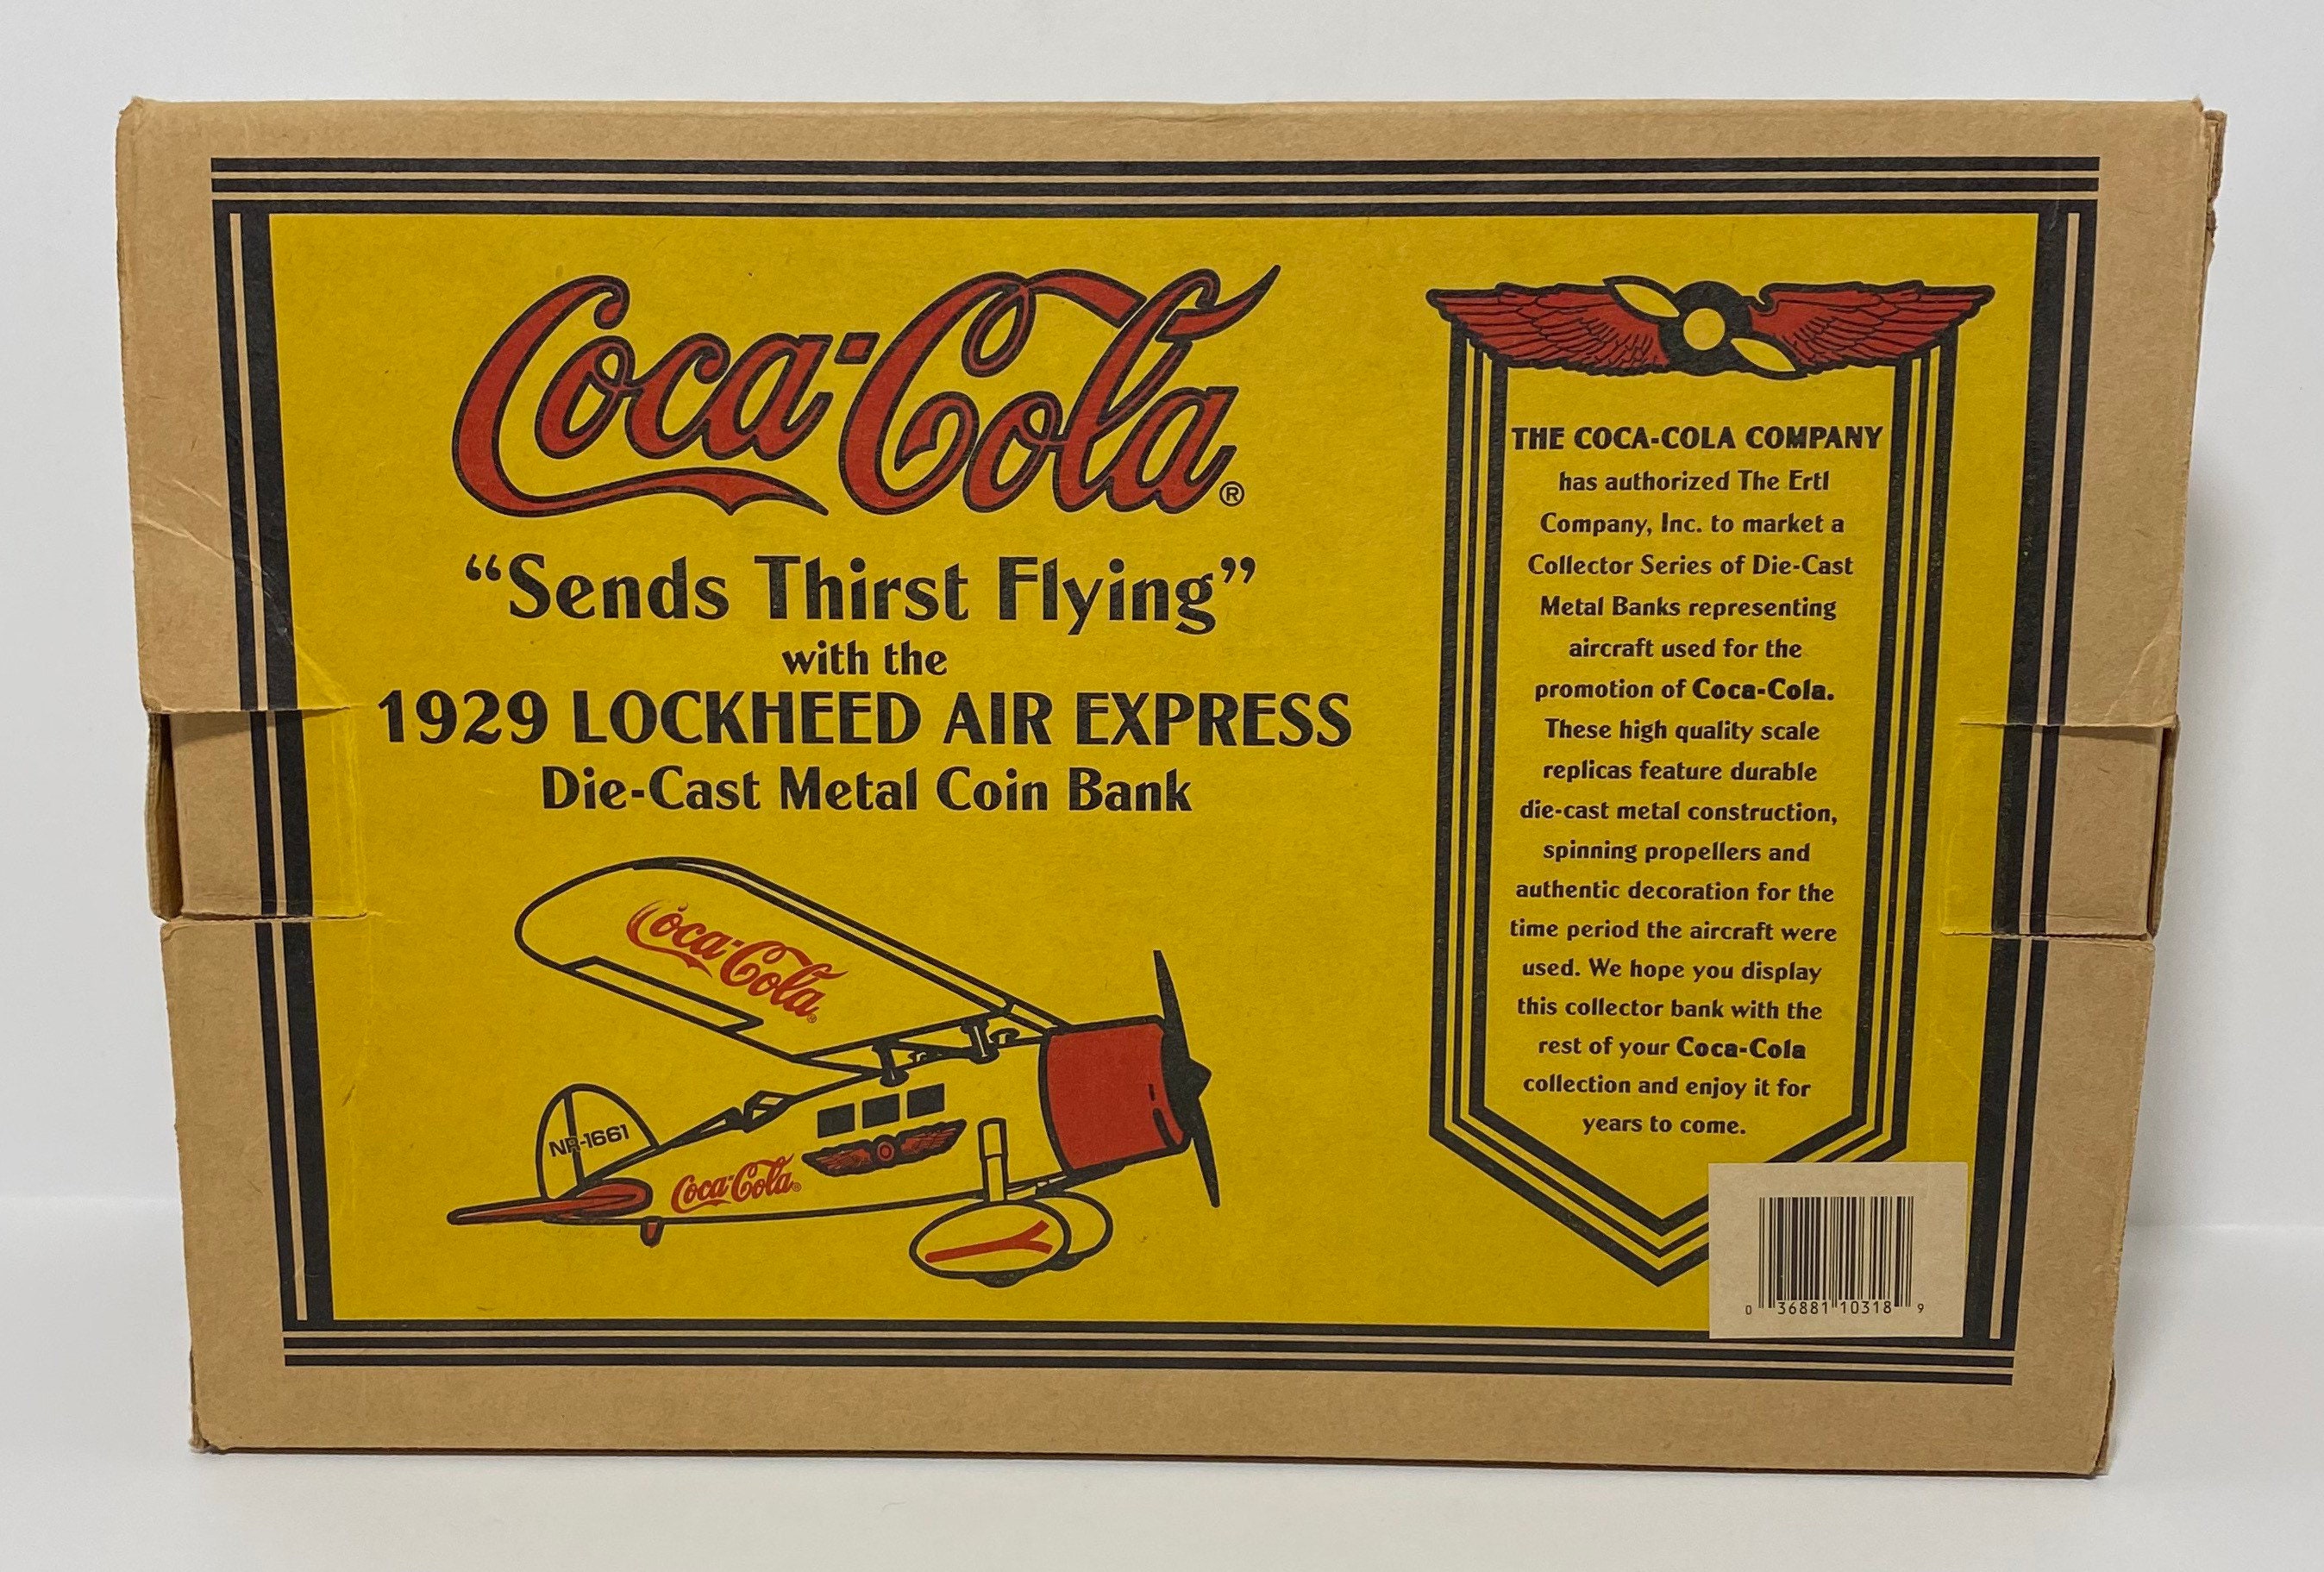 Coca-Cola®
“Sends Thirst Flying”
with the
1929 LOCKHEED AIR EXPRESS
Die-Cast Metal Coin Bank
Coca-Cola®
NR-1661
Coca-Cola®
THE COCA-COLA COMPANY
has authorized The Ertl
Company, Inc. to market a
Collector Series of Die-Cast
Metal Banks representing
aircraft used for the
promotion of Coca-Cola.
These high quality scale
replicas feature durable
die-cast metal construction,
spinning propellers and
authentic decoration for the
time period the aircraft were
used. We hope you display
this collector bank with the
rest of your Coca-Cola
collection and enjoy it for
years to come.
0 36881 10318 9